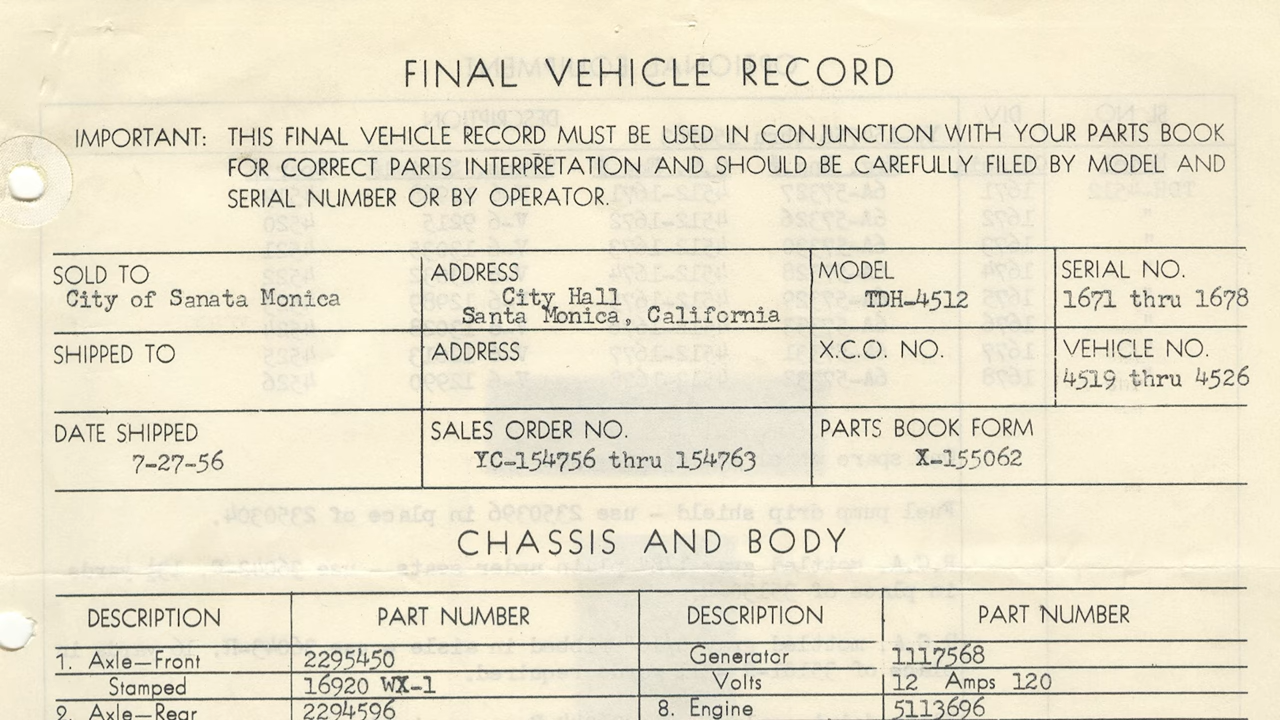 FINAL VEHICLE RECORD
IMPORTANT: THIS FINAL VEHICLE RECORD MUST BE USED IN CONJUNCTION WITH YOUR PARTS BOOK
FOR CORRECT PARTS INTERPRETATION AND SHOULD BE CAREFULLY FILED BY MODEL AND
SERIAL NUMBER OR BY OPERATOR.
SOLD TO ADDRESS MODEL SERIAL NO.
City of Sanata Monica City Hall TDH-4512 1671 thru 1678
Santa Monica, California
SHIPPED TO ADDRESS X.C.O. NO. VEHICLE NO.
4519 thru 4526
DATE SHIPPED SALES ORDER NO. PARTS BOOK FORM
7-27-56 YC-154756 thru 154763 X-155062
CHASSIS AND BODY
DESCRIPTION PART NUMBER DESCRIPTION PART NUMBER
1. Axle—Front 2295450 Generator 1117568
Stamped 16920 WX-1 Volts 12 Amps 120
2. Axle—Rear 2294596 8. Engine 5113696